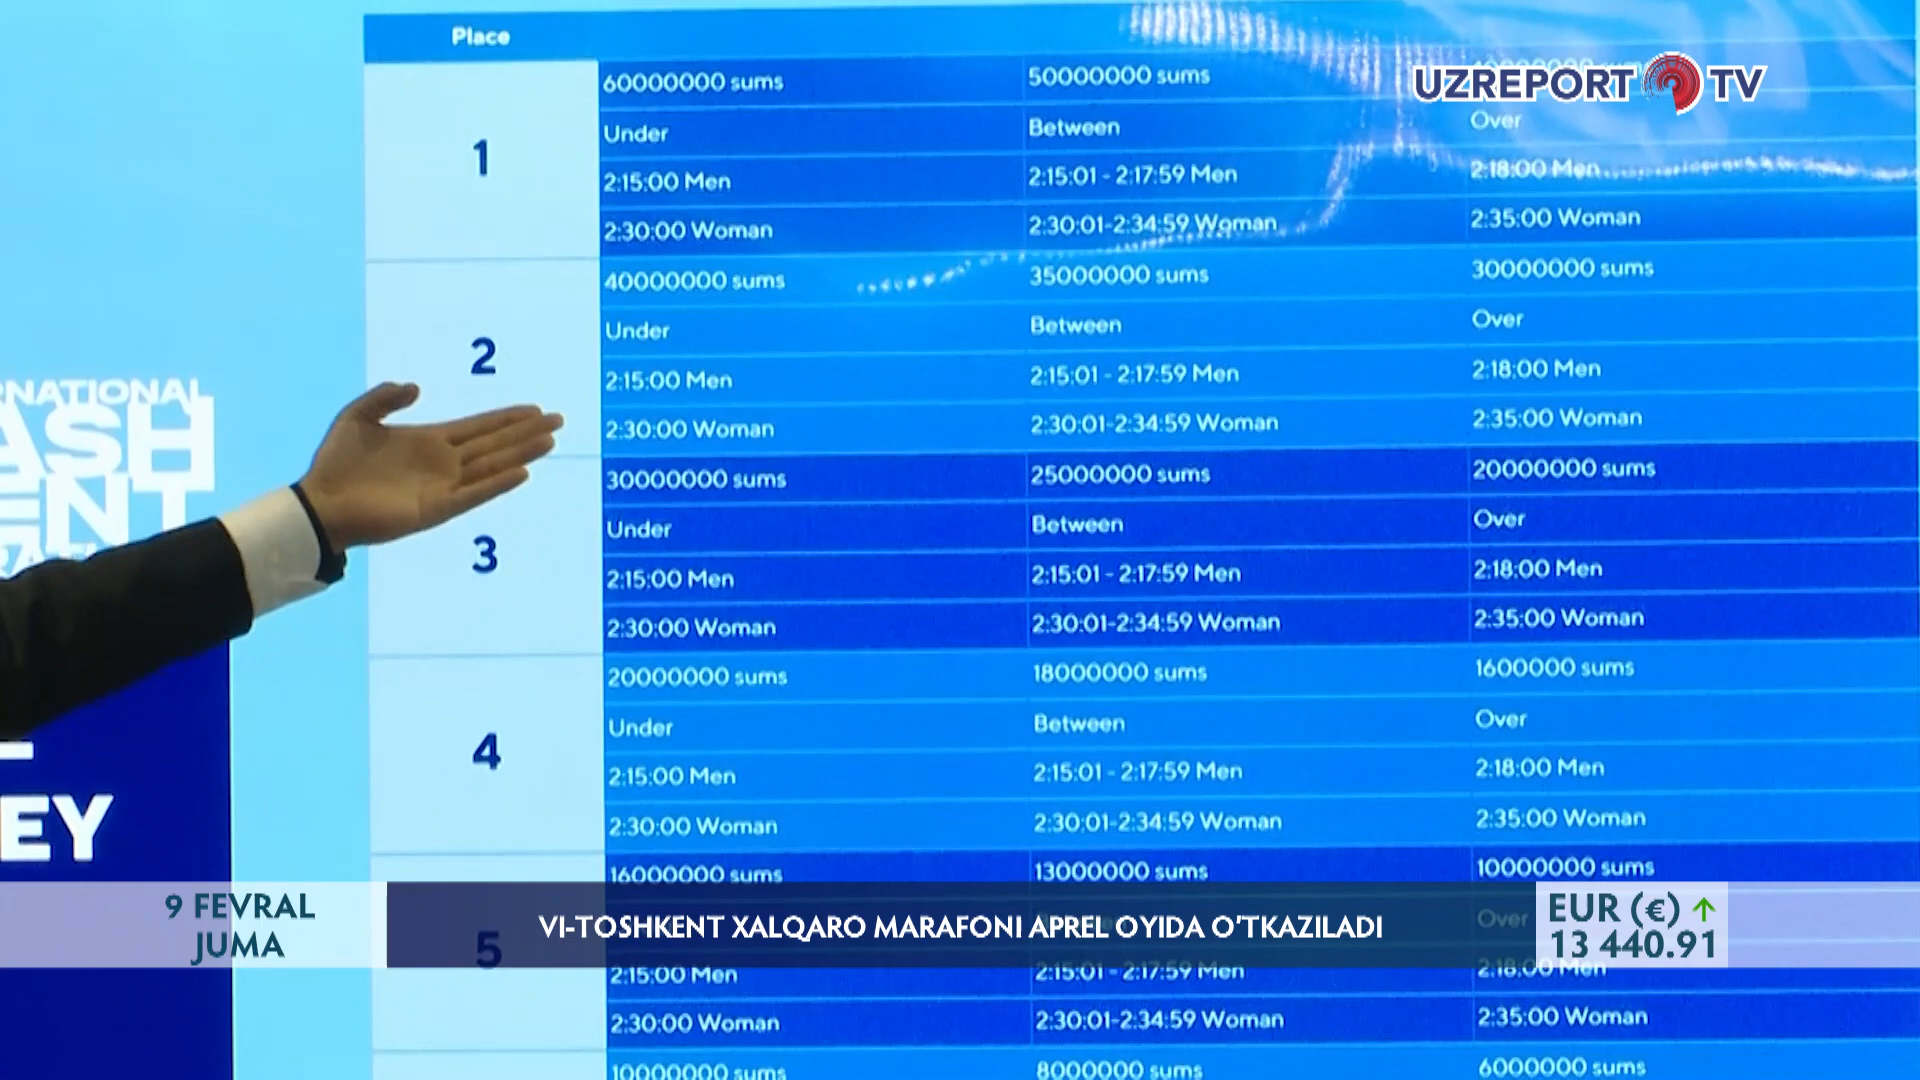 Place
UZREPORT TV
1
60000000 sums
50000000 sums
Under
Between
Over
2:15:00 Men
2:15:01 - 2:17:59 Men
2:18:00 Men
2:30:00 Woman
2:30:01-2:34:59 Woman
2:35:00 Woman
2
40000000 sums
35000000 sums
30000000 sums
Under
Between
Over
2:15:00 Men
2:15:01 - 2:17:59 Men
2:18:00 Men
2:30:00 Woman
2:30:01-2:34:59 Woman
2:35:00 Woman
3
30000000 sums
25000000 sums
20000000 sums
Under
Between
Over
2:15:00 Men
2:15:01 - 2:17:59 Men
2:18:00 Men
2:30:00 Woman
2:30:01-2:34:59 Woman
2:35:00 Woman
4
20000000 sums
18000000 sums
1600000 sums
Under
Between
Over
2:15:00 Men
2:15:01 - 2:17:59 Men
2:18:00 Men
2:30:00 Woman
2:30:01-2:34:59 Woman
2:35:00 Woman
5
16000000 sums
13000000 sums
10000000 sums
Over
2:15:00 Men
2:15:01 - 2:17:59 Men
2:18:00 Men
2:30:00 Woman
2:30:01-2:34:59 Woman
2:35:00 Woman
10000000 sums
8000000 sums
6000000 sums
EY
9 FEVRAL
JUMA
VI-TOSHKENT XALQARO MARAFONI APREL OYIDA O'TKAZILADI
EUR (€) ↑
13 440.91